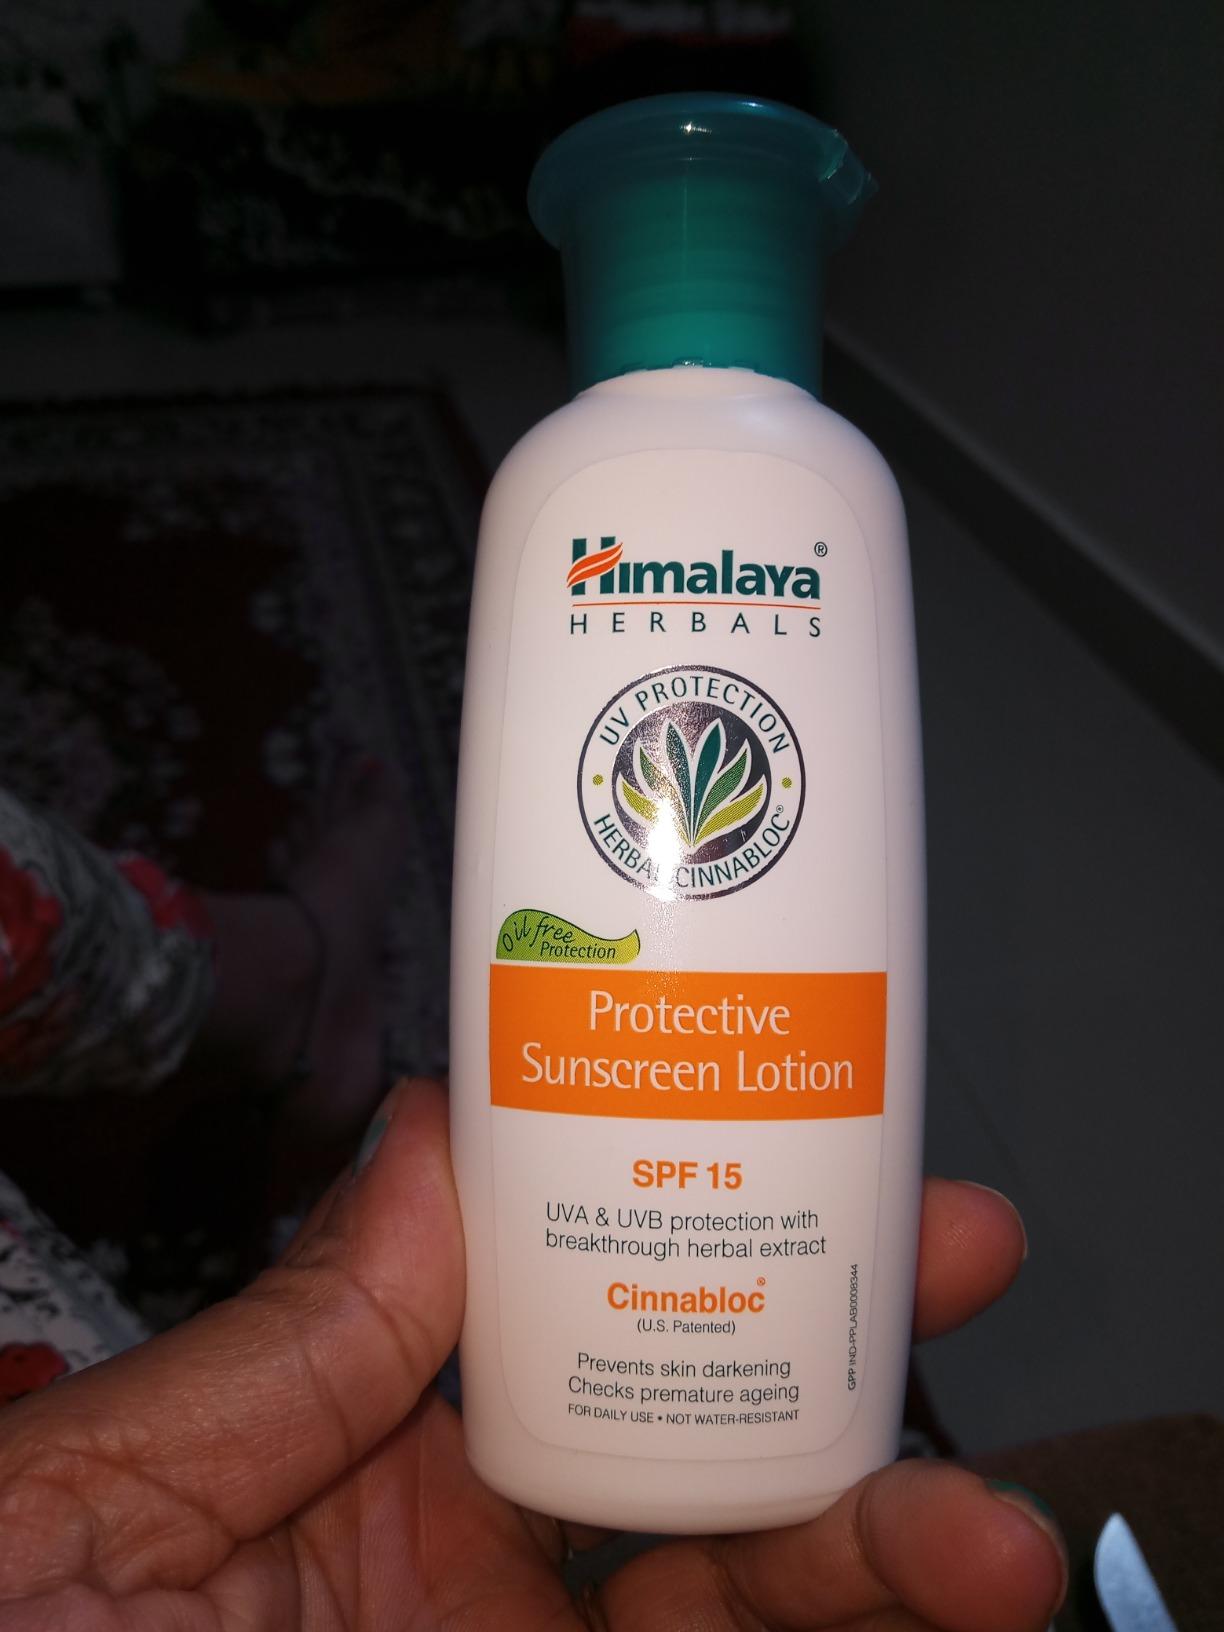 Himalaya®
HERBALS
UV PROTECTION
HERBAL CINNABLOC®
Oil free
Protection
Protective
Sunscreen Lotion
SPF 15
UVA & UVB protection with
breakthrough herbal extract
Cinnabloc®
(U.S. Patented)
Prevents skin darkening
Checks premature ageing
FOR DAILY USE • NOT WATER-RESISTANT
GPP IND-PPLAB0008344